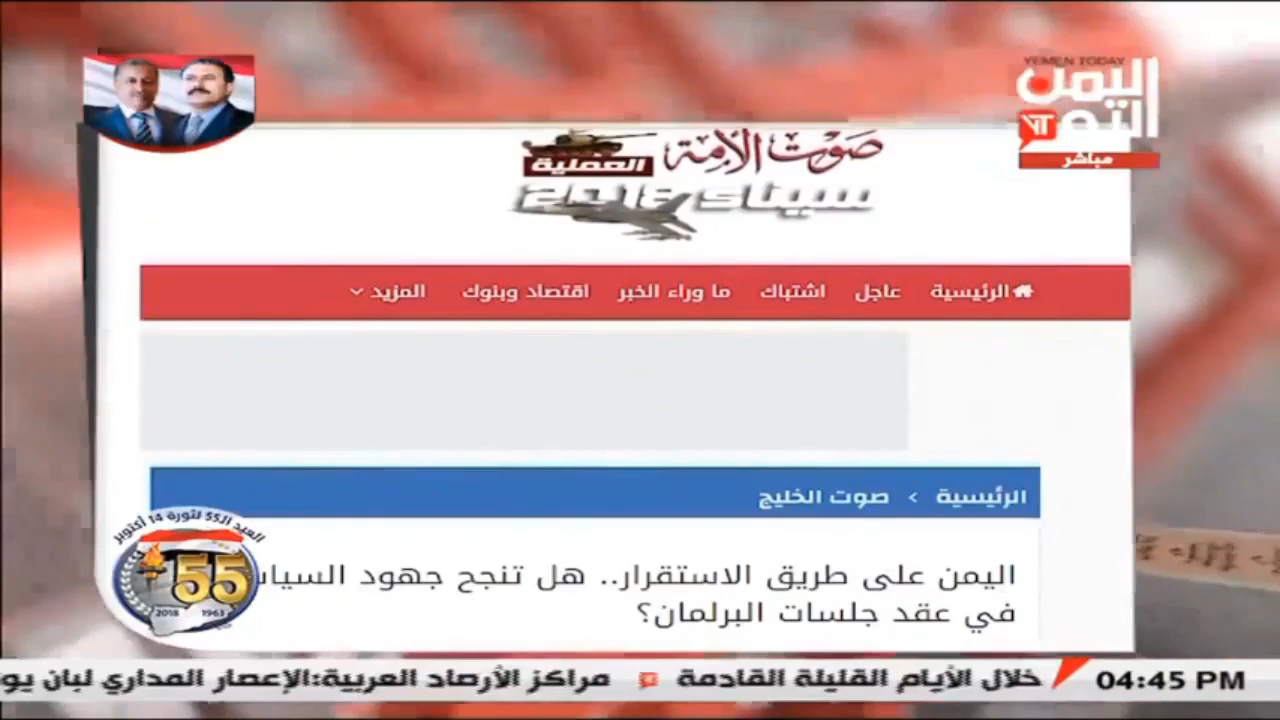 YEMEN TODAY
اليمن
اليوم
YT
مباشر
صوت الأمة
العملية
سيناء 2018
الرئيسية عاجل اشتباك ما وراء الخبر اقتصاد وبنوك المزيد
الرئيسية > صوت الخليج
العيد الـ55 لثورة 14 أكتوبر
55
2018 1963
اليمن على طريق الاستقرار.. هل تنجح جهود
في عقد جلسات البرلمان؟
04:45 PM
خلال الأيام القليلة القادمة مراكز الأرصاد العربية:الإعصار المداري لبان